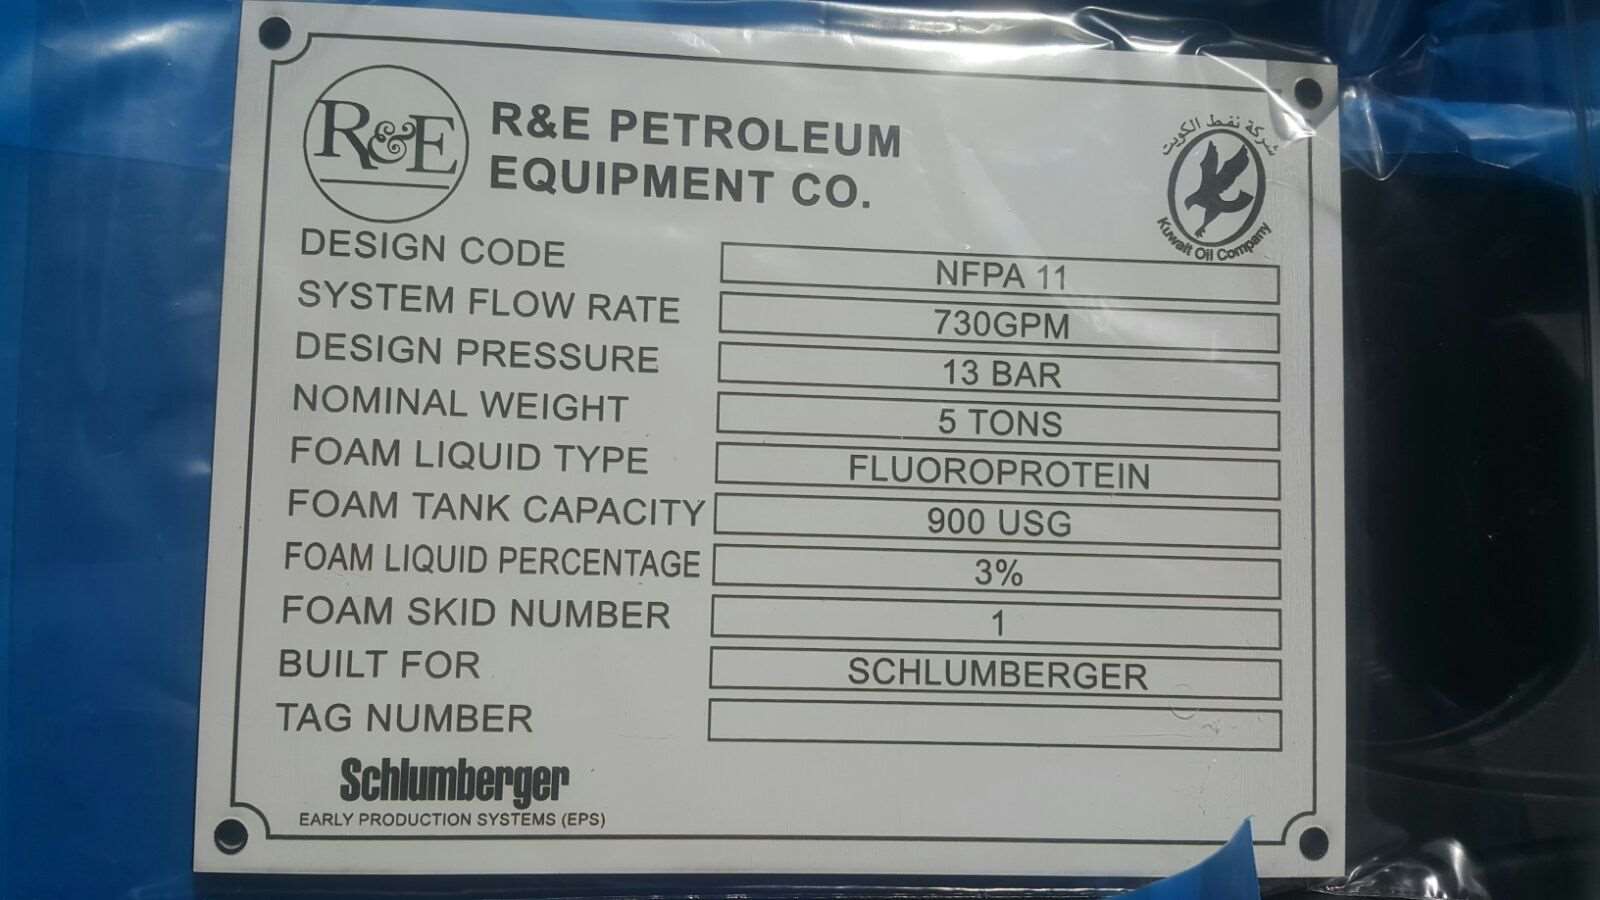 R&E
R&E PETROLEUM
EQUIPMENT CO.
شركة نفط الكويت
Kuwait Oil Company
DESIGN CODE NFPA 11
SYSTEM FLOW RATE 730GPM
DESIGN PRESSURE 13 BAR
NOMINAL WEIGHT 5 TONS
FOAM LIQUID TYPE FLUOROPROTEIN
FOAM TANK CAPACITY 900 USG
FOAM LIQUID PERCENTAGE 3%
FOAM SKID NUMBER 1
BUILT FOR SCHLUMBERGER
TAG NUMBER
Schlumberger
EARLY PRODUCTION SYSTEMS (EPS)